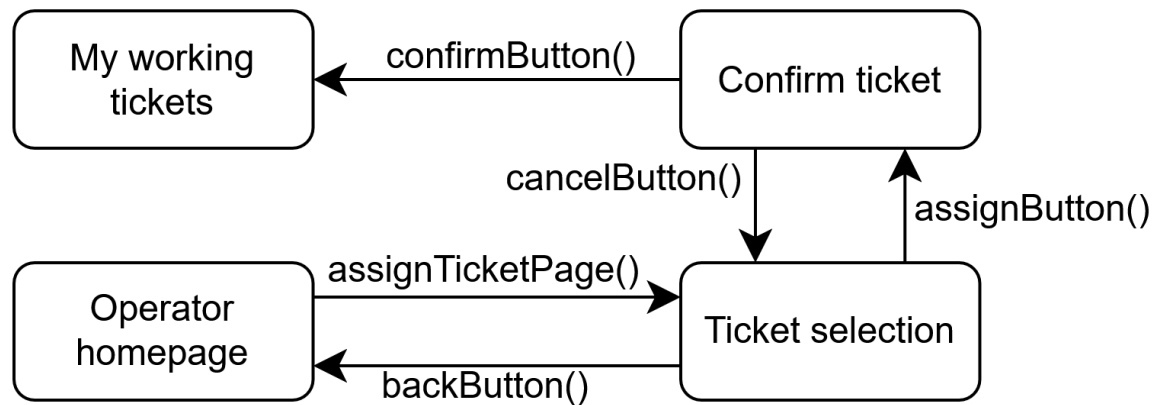 My working
tickets
confirmButton()
Confirm ticket
cancelButton()
assignButton()
Operator
homepage
assignTicketPage()
backButton()
Ticket selection